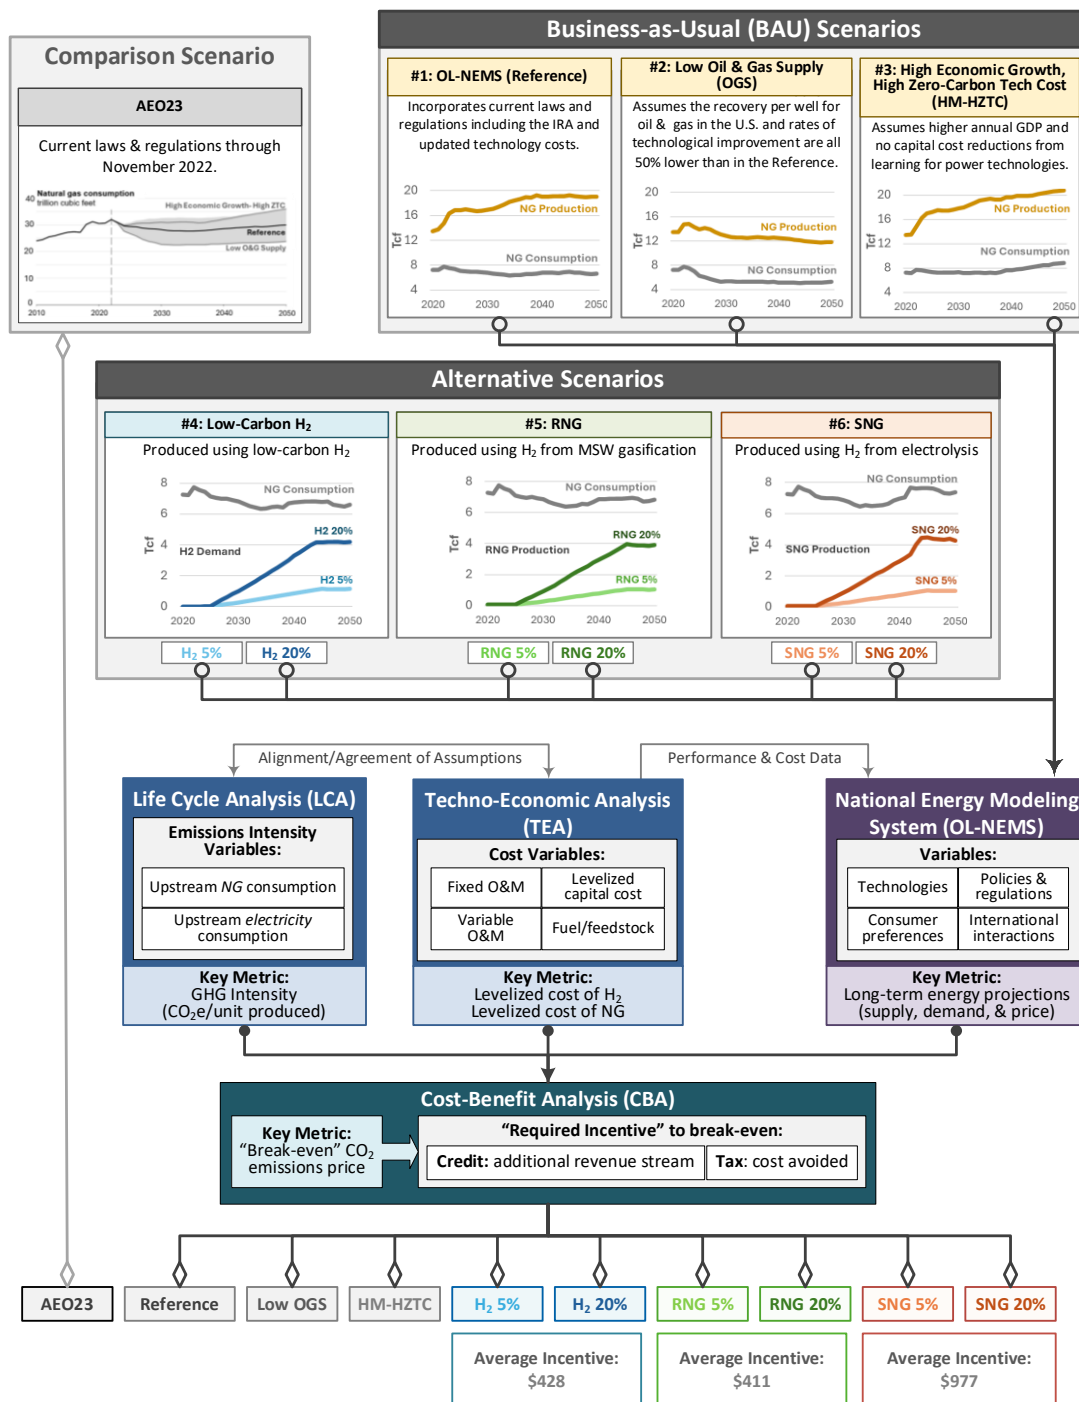 Comparison Scenario
AEO23
Current laws & regulations through
November 2022.
Natural gas consumption
trillion cubic feet
40
30
20
10
0
High Economic Growth- High ZTC
Reference
Low O&G Supply
2010
2020
2030
2040
2050
Business-as-Usual (BAU) Scenarios
#1: OL-NEMS (Reference)
Incorporates current laws and
regulations including the IRA and
updated technology costs.
20
16
12
8
4
Tcf
NG Production
NG Consumption
2020
2030
2040
2050
#2: Low Oil & Gas Supply
(OGS)
Assumes the recovery per well for
oil & gas in the U.S. and rates of
technological improvement are all
50% lower than in the Reference.
20
16
12
8
4
Tcf
NG Production
NG Consumption
2020
2030
2040
2050
#3: High Economic Growth,
High Zero-Carbon Tech Cost
(HM-HZTC)
Assumes higher annual GDP and
no capital cost reductions from
learning for power technologies.
20
16
12
8
4
Tcf
NG Production
NG Consumption
2020
2030
2040
2050
Alternative Scenarios
#4: Low-Carbon H₂
Produced using low-carbon H₂
8
6
4
2
0
Tcf
NG Consumption
H2 20%
H2 Demand
H2 5%
2020
2030
2040
2050
H₂ 5%
H₂ 20%
#5: RNG
Produced using H₂ from MSW gasification
8
6
4
2
0
Tcf
NG Consumption
RNG 20%
RNG Production
RNG 5%
2020
2030
2040
2050
RNG 5%
RNG 20%
#6: SNG
Produced using H₂ from electrolysis
8
6
4
2
0
Tcf
NG Consumption
SNG 20%
SNG Production
SNG 5%
2020
2030
2040
2050
SNG 5%
SNG 20%
Alignment/Agreement of Assumptions
Performance & Cost Data
Life Cycle Analysis (LCA)
Emissions Intensity
Variables:
Upstream NG consumption
Upstream electricity
consumption
Key Metric:
GHG Intensity
(CO₂e/unit produced)
Techno-Economic Analysis
(TEA)
Cost Variables:
Fixed O&M
Levelized
capital cost
Variable
O&M
Fuel/feedstock
Key Metric:
Levelized cost of H₂
Levelized cost of NG
National Energy Modeling
System (OL-NEMS)
Variables:
Technologies
Policies &
regulations
Consumer
preferences
International
interactions
Key Metric:
Long-term energy projections
(supply, demand, & price)
Cost-Benefit Analysis (CBA)
Key Metric:
“Break-even” CO₂
emissions price
“Required Incentive” to break-even:
Credit: additional revenue stream
Tax: cost avoided
AEO23
Reference
Low OGS
HM-HZTC
H₂ 5%
H₂ 20%
RNG 5%
RNG 20%
SNG 5%
SNG 20%
Average Incentive:
$428
Average Incentive:
$411
Average Incentive:
$977